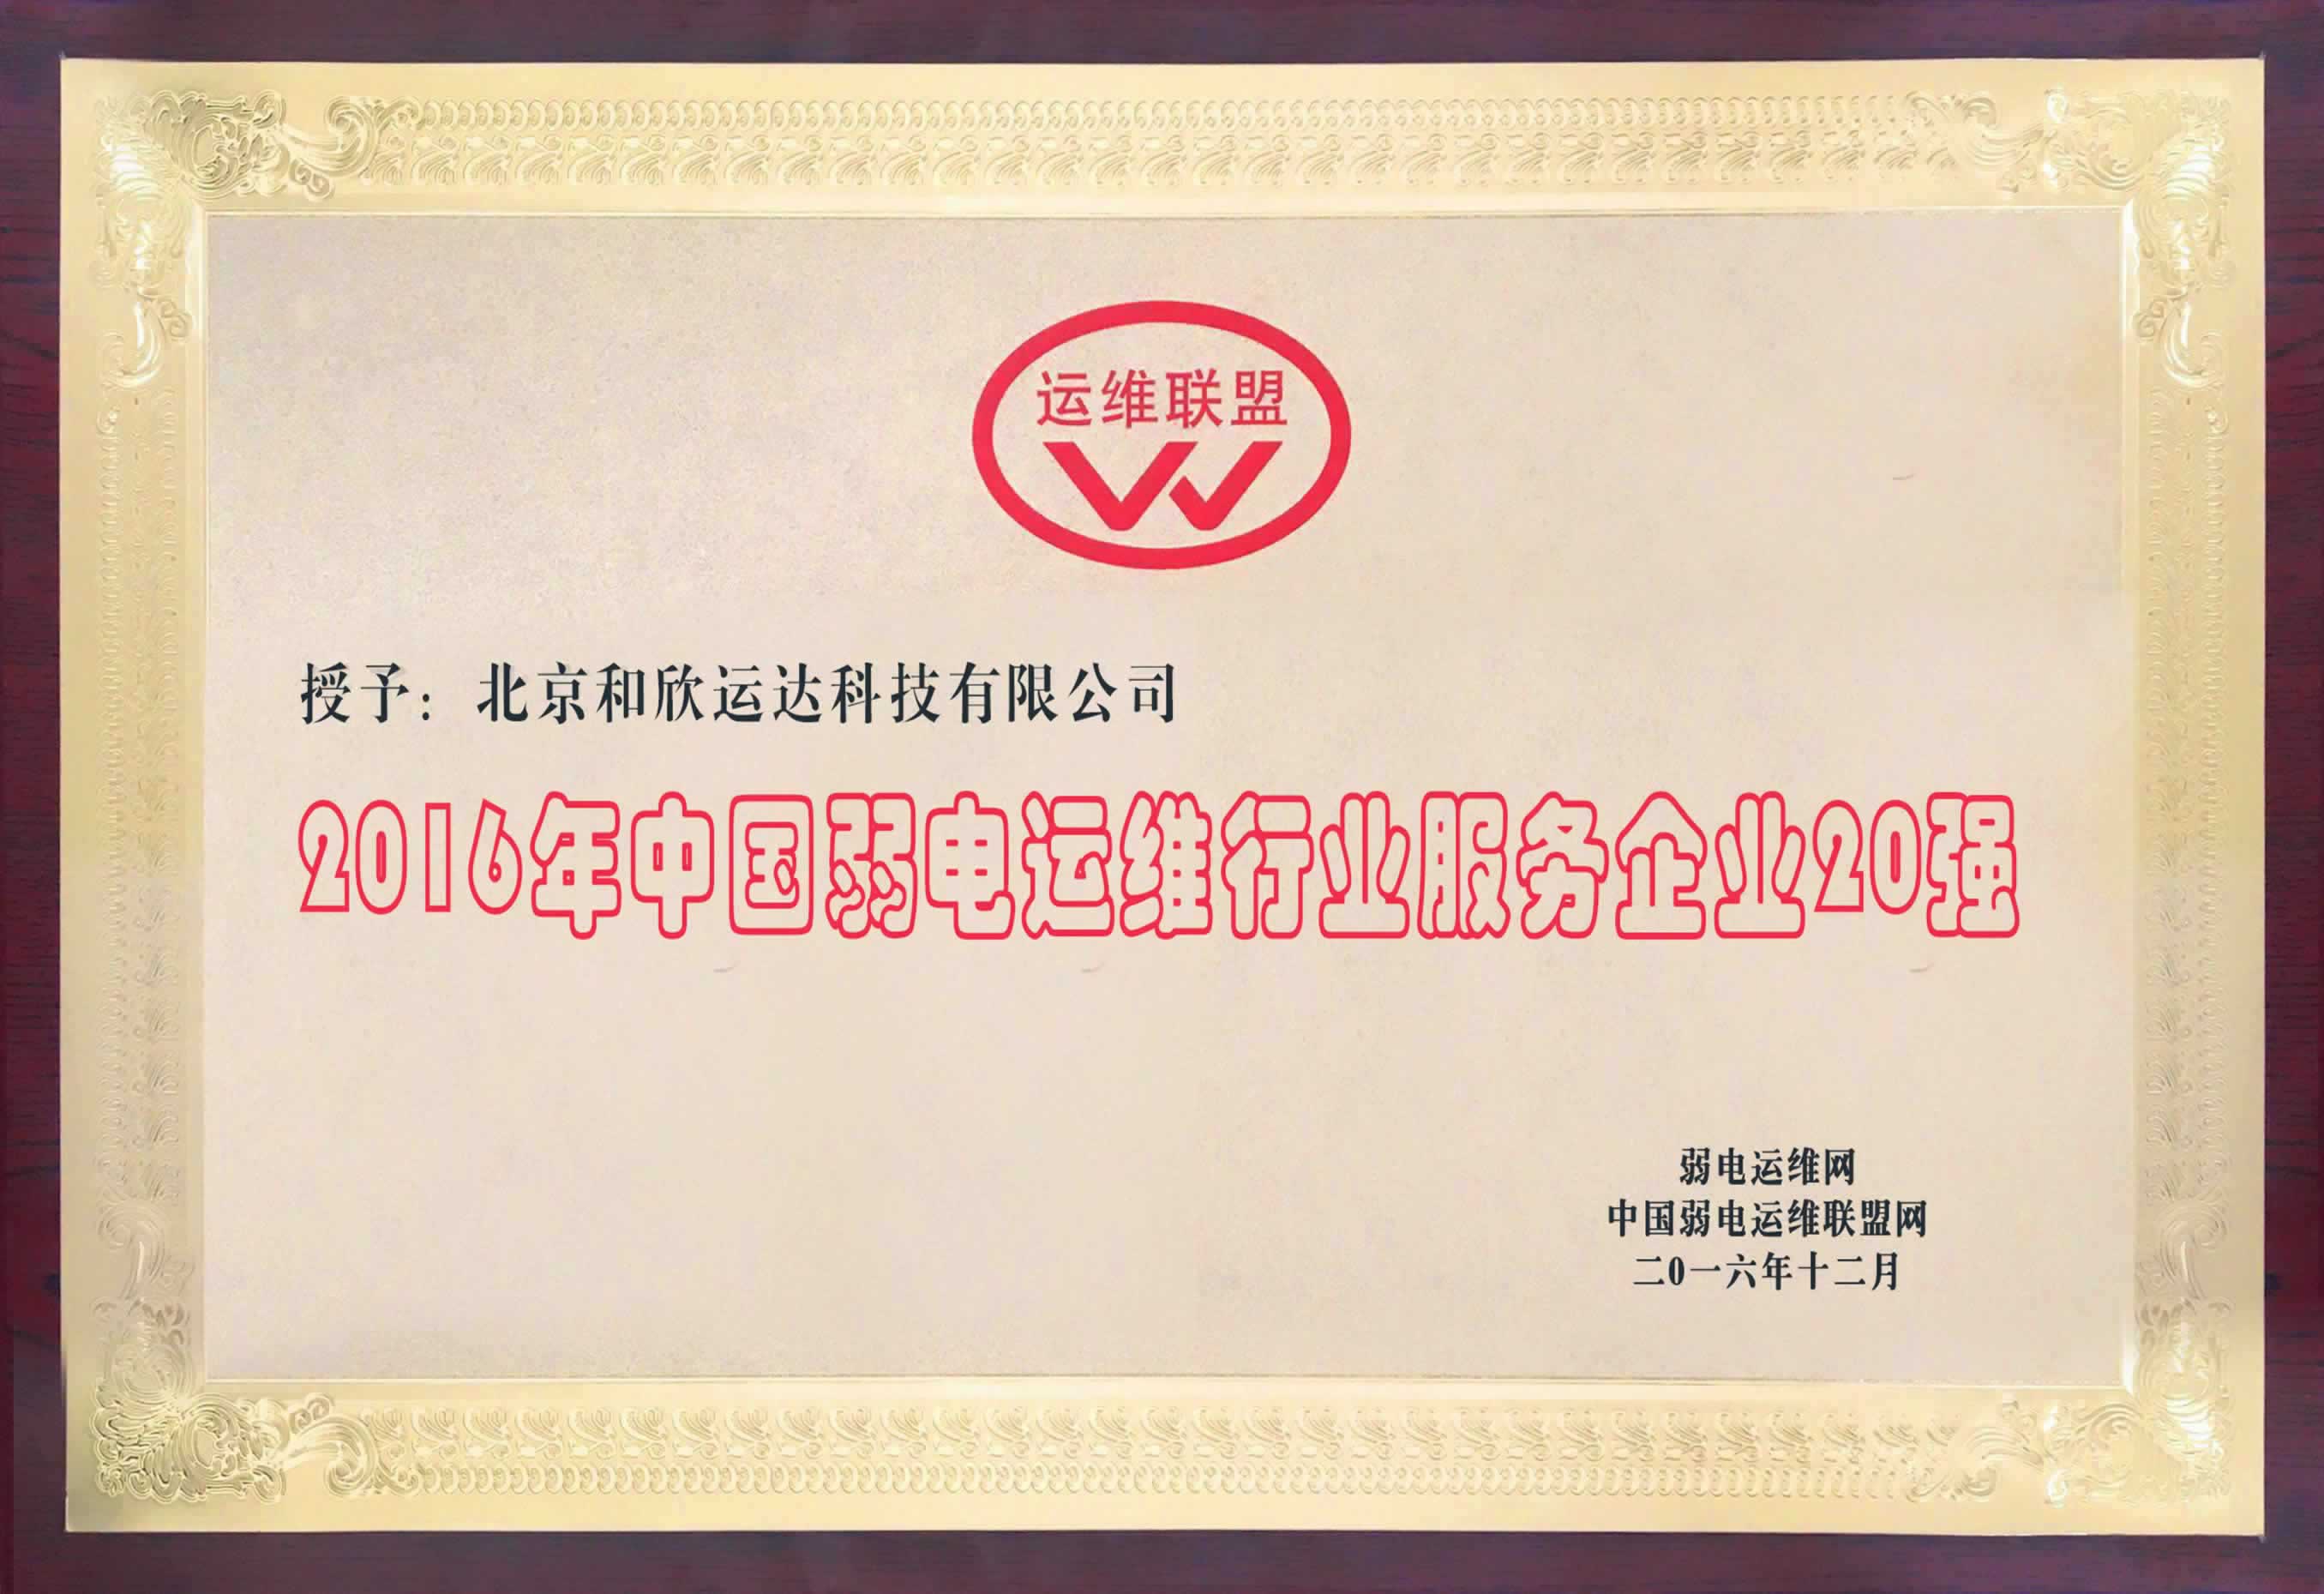 运维联盟
授予：北京和欣运达科技有限公司
2016年中国弱电运维行业服务企业20强
弱电运维网
中国弱电运维联盟网
二0一六年十二月